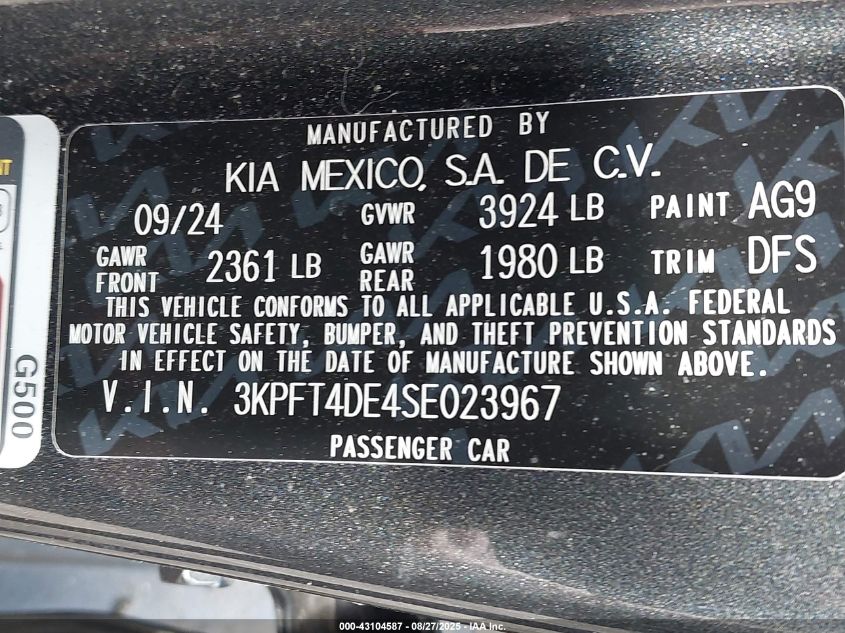 MANUFACTURED BY
KIA MEXICO, S.A. DE C.V.
09/24 GVWR 3924 LB PAINT AG9
GAWR FRONT 2361 LB GAWR REAR 1980 LB TRIM DFS
THIS VEHICLE CONFORMS TO ALL APPLICABLE U.S.A. FEDERAL
MOTOR VEHICLE SAFETY, BUMPER, AND THEFT PREVENTION STANDARDS
IN EFFECT ON THE DATE OF MANUFACTURE SHOWN ABOVE.
V.I.N. 3KPFT4DE4SE023967
PASSENGER CAR
G500
000-43104587 - 08/27/2025 - IAA Inc.